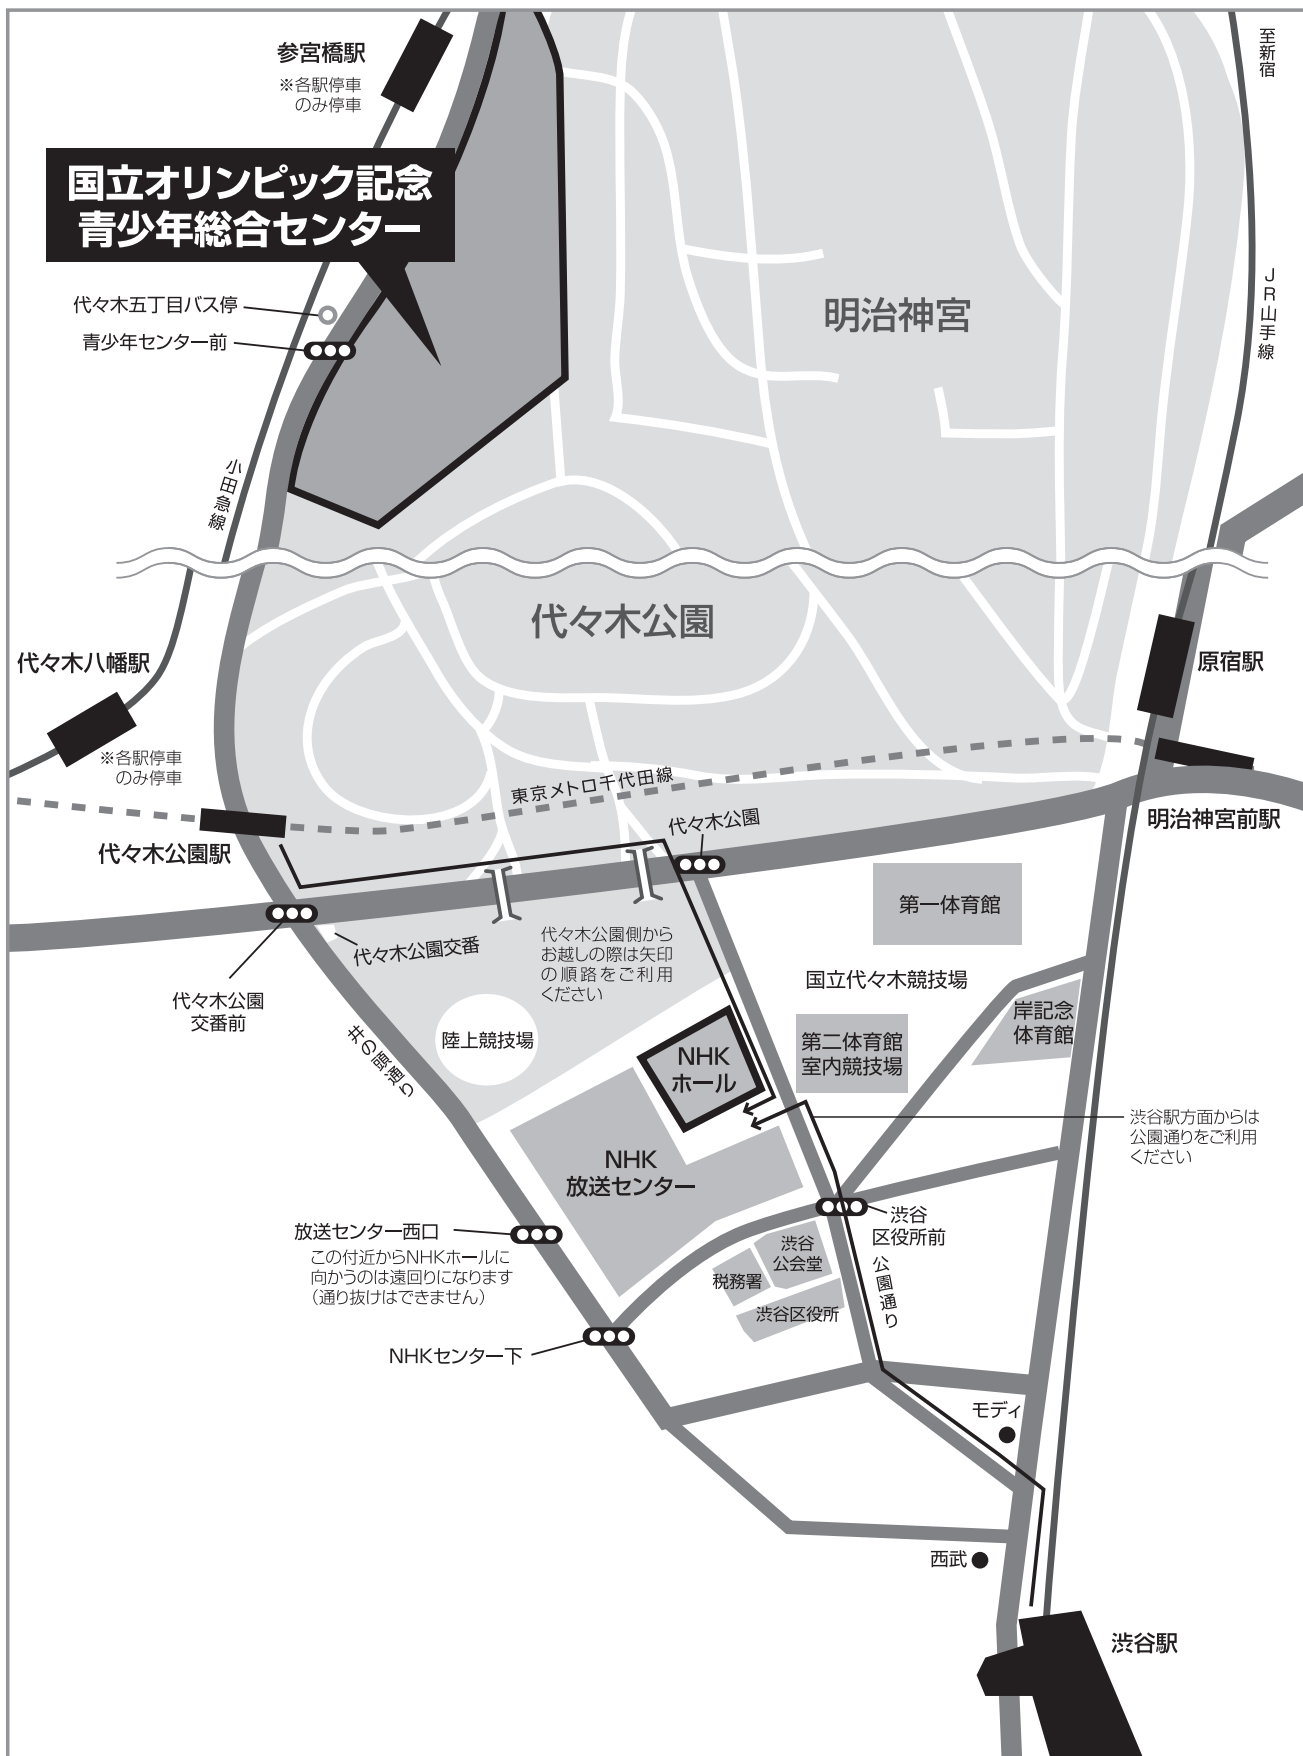 参宮橋駅
※各駅停車
のみ停車
至新宿
国立オリンピック記念
青少年総合センター
代々木五丁目バス停
青少年センター前
明治神宮
JR山手線
小田急線
代々木公園
代々木八幡駅
※各駅停車
のみ停車
原宿駅
東京メトロ千代田線
代々木公園
明治神宮前駅
代々木公園駅
第一体育館
代々木公園交番
代々木公園側から
お越しの際は矢印
の順路をご利用
ください
国立代々木競技場
代々木公園
交番前
岸記念
体育館
井の頭通り
陸上競技場
第二体育館
室内競技場
NHK
ホール
渋谷駅方面からは
公園通りをご利用
ください
NHK
放送センター
放送センター西口
この付近からNHKホールに
向かうのは遠回りになります
（通り抜けはできません）
渋谷
区役所前
渋谷
公会堂
税務署
渋谷区役所
公園通り
NHKセンター下
モディ
西武
渋谷駅